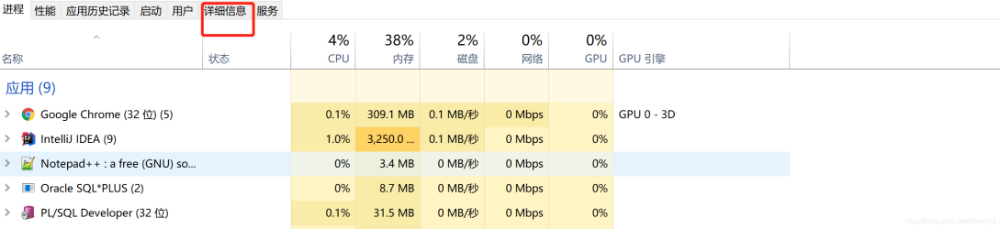 进程 性能 应用历史记录 启动 用户 详细信息 服务
4% 38% 2% 0% 0%
名称 状态 CPU 内存 磁盘 网络 GPU GPU 引擎
应用 (9)
Google Chrome (32 位) (5) 0.1% 309.1 MB 0.1 MB/秒 0 Mbps 0% GPU 0 - 3D
IntelliJ IDEA (9) 1.0% 3,250.0 ... 0.1 MB/秒 0 Mbps 0%
Notepad++ : a free (GNU) so... 0% 3.4 MB 0 MB/秒 0 Mbps 0%
Oracle SQL*PLUS (2) 0% 8.7 MB 0 MB/秒 0 Mbps 0%
PL/SQL Developer (32 位) 0.1% 31.5 MB 0 MB/秒 0 Mbps 0%